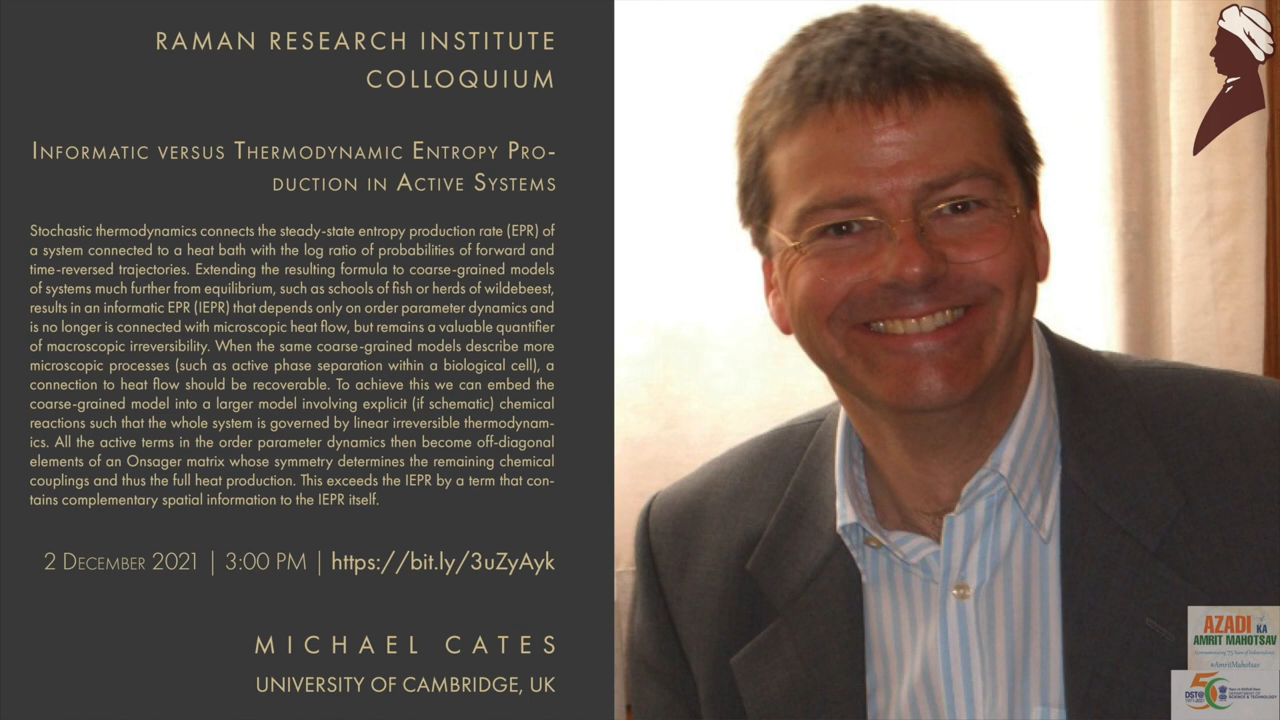 RAMAN RESEARCH INSTITUTE
COLLOQUIUM
INFORMATIC VERSUS THERMODYNAMIC ENTROPY PRO-
DUCTION IN ACTIVE SYSTEMS
Stochastic thermodynamics connects the steady-state entropy production rate (EPR) of
a system connected to a heat bath with the log ratio of probabilities of forward and
time-reversed trajectories. Extending the resulting formula to coarse-grained models
of systems much further from equilibrium, such as schools of fish or herds of wildebeest,
results in an informatic EPR (IEPR) that depends only on order parameter dynamics and
is no longer is connected with microscopic heat flow, but remains a valuable quantifier
of macroscopic irreversibility. When the same coarse-grained models describe more
microscopic processes (such as active phase separation within a biological cell), a
connection to heat flow should be recoverable. To achieve this we can embed the
coarse-grained model into a larger model involving explicit (if schematic) chemical
reactions such that the whole system is governed by linear irreversible thermodynam-
ics. All the active terms in the order parameter dynamics then become off-diagonal
elements of an Onsager matrix whose symmetry determines the remaining chemical
couplings and thus the full heat production. This exceeds the IEPR by a term that con-
tains complementary spatial information to the IEPR itself.
2 DECEMBER 2021 | 3:00 PM | https://bit.ly/3uZyAyk
MICHAEL CATES
UNIVERSITY OF CAMBRIDGE, UK
AZADI KA
AMRIT MAHOTSAV
#AmritMahotsav
DST@
1971-2021
DEPARTMENT OF
SCIENCE & TECHNOLOGY